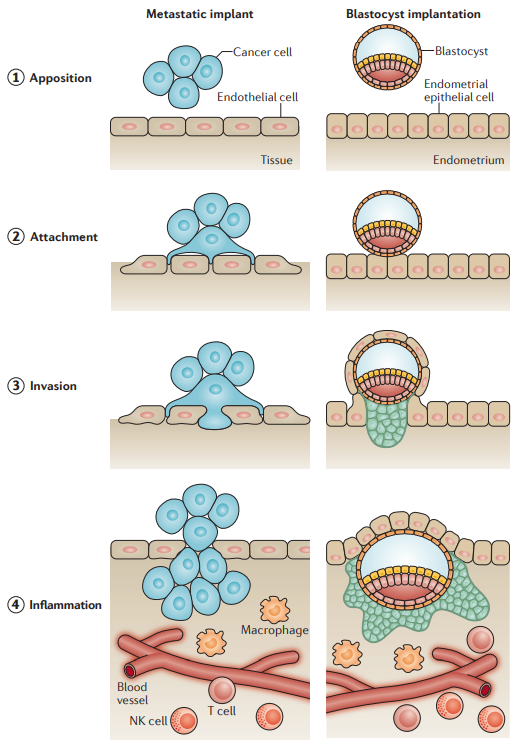 Metastatic implant
Blastocyst implantation
1 Apposition
Cancer cell
Endothelial cell
Tissue
Blastocyst
Endometrial
epithelial cell
Endometrium
2 Attachment
3 Invasion
4 Inflammation
Macrophage
Blood
vessel
T cell
NK cell